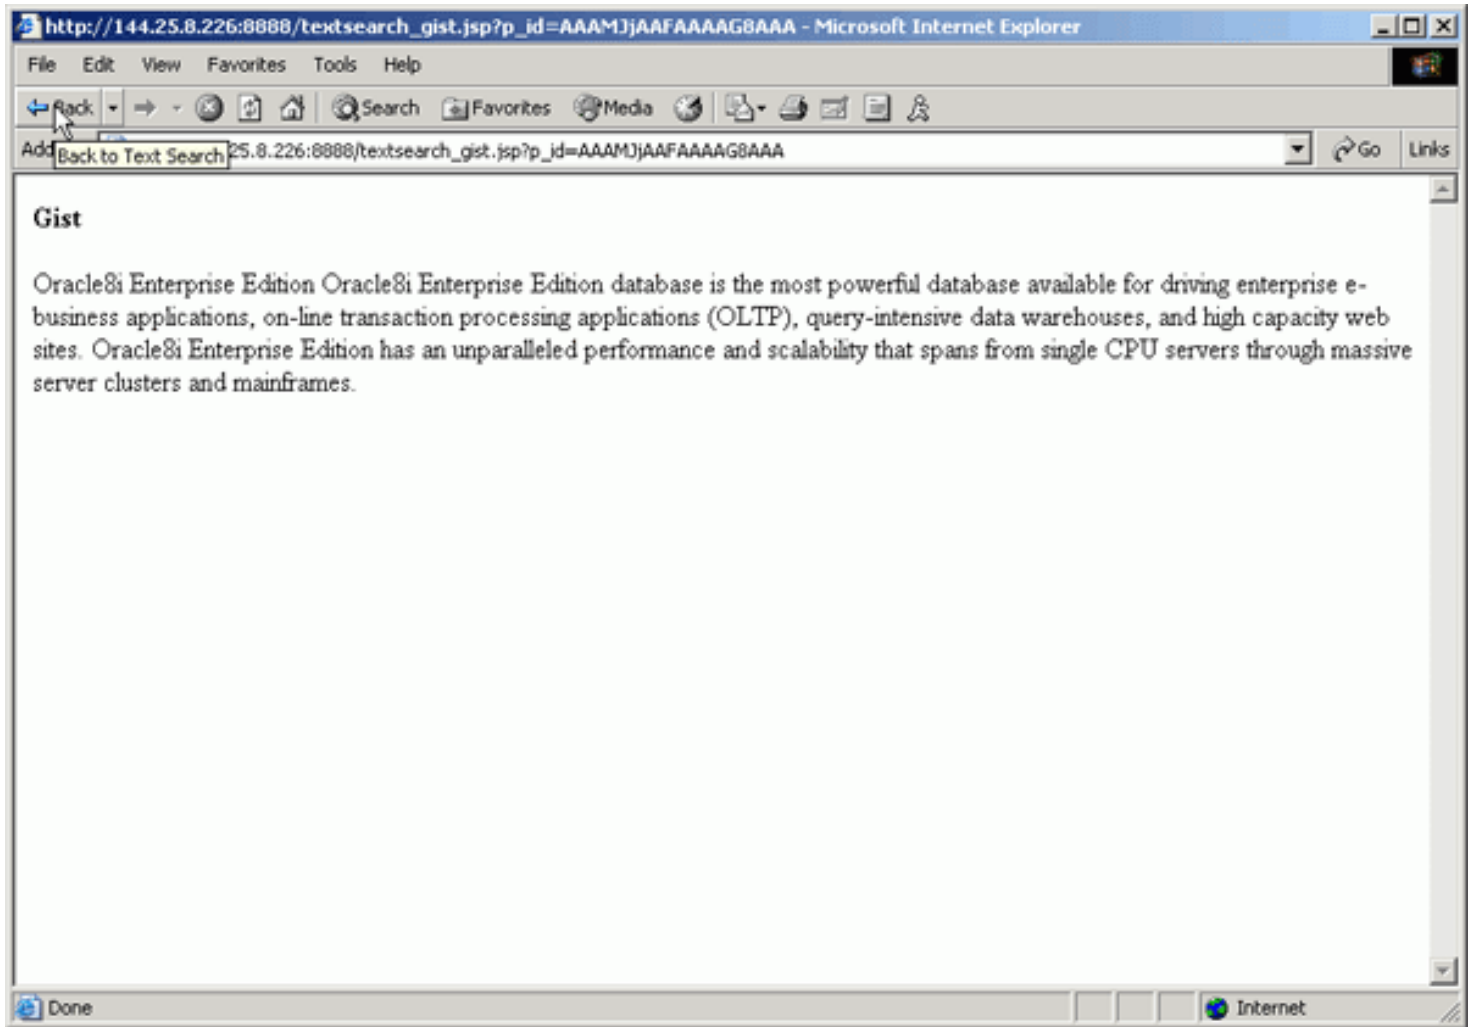 http://144.25.8.226:8888/textsearch_gist.jsp?p_id=AAAMJjAAFAAAAG8AAA - Microsoft Internet Explorer
File Edit View Favorites Tools Help
Back Search Favorites Media
Add 25.8.226:8888/textsearch_gist.jsp?p_id=AAAMJjAAFAAAAG8AAA Go Links
Back to Text Search
Gist
Oracle8i Enterprise Edition Oracle8i Enterprise Edition database is the most powerful database available for driving enterprise e-
business applications, on-line transaction processing applications (OLTP), query-intensive data warehouses, and high capacity web
sites. Oracle8i Enterprise Edition has an unparalleled performance and scalability that spans from single CPU servers through massive
server clusters and mainframes.
Done Internet